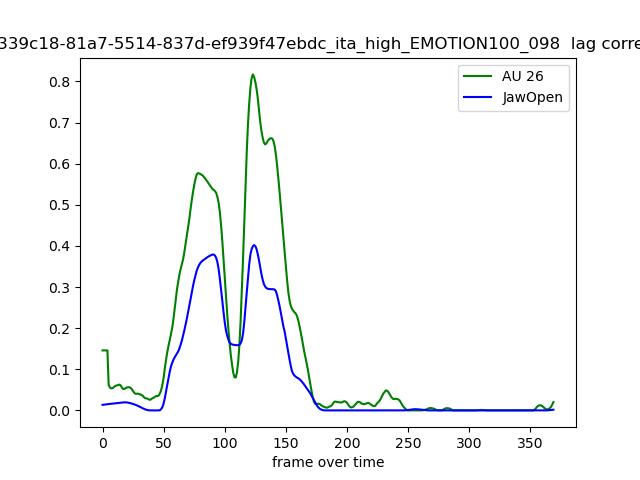 339c18-81a7-5514-837d-ef939f47ebdc_ita_high_EMOTION100_098 lag corre
AU 26
JawOpen
0.8
0.7
0.6
0.5
0.4
0.3
0.2
0.1
0.0
0 50 100 150 200 250 300 350
frame over time